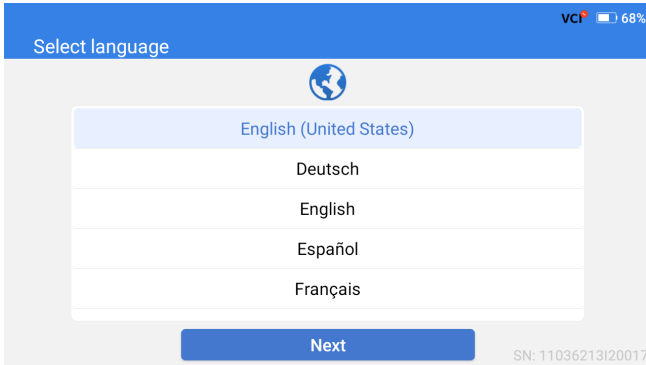 VCI 68%
Select language
English (United States)
Deutsch
English
Español
Français
Next
SN: 11036213I20017